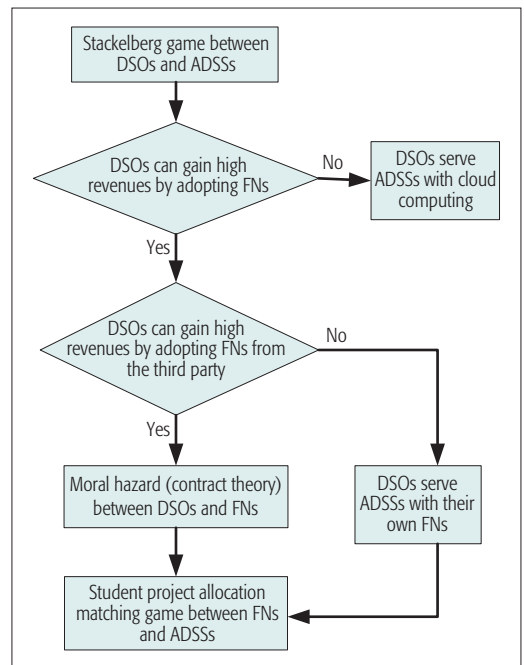 Stackelberg game between
DSOs and ADSSs
DSOs can gain high
revenues by adopting FNs
No
DSOs serve
ADSSs with cloud
computing
Yes
DSOs can gain high
revenues by adopting FNs from
the third party
No
Yes
Moral hazard (contract theory)
between DSOs and FNs
DSOs serve
ADSSs with their
own FNs
Student project allocation
matching game between FNs
and ADSSs